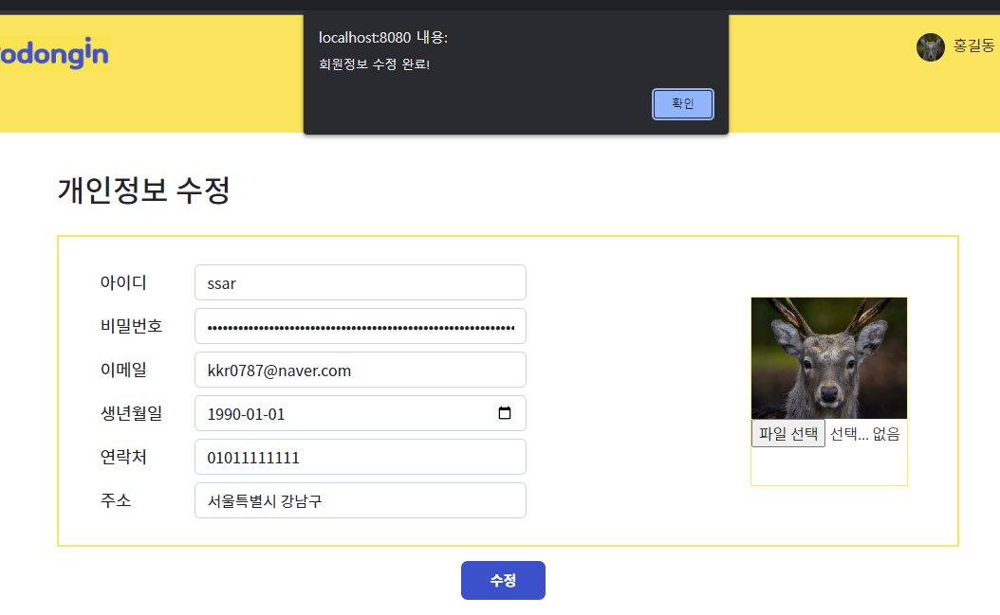 localhost:8080 내용:
회원정보 수정 완료!
확인
odongin
홍길동
개인정보 수정
아이디 ssar
비밀번호 ••••••••••••••••••••••••••••••••••••••••••••••••••••••••••••
이메일 kkr0787@naver.com
생년월일 1990-01-01
연락처 01011111111
주소 서울특별시 강남구
파일 선택 선택... 없음
수정